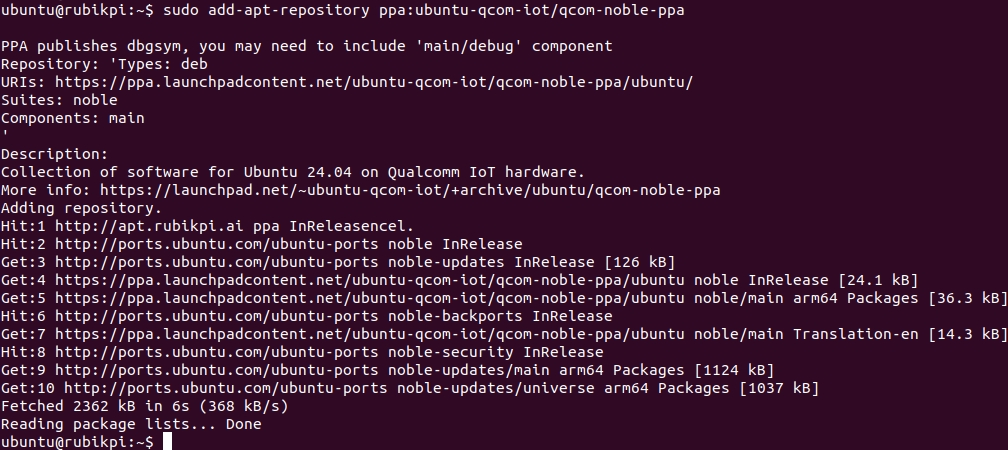 ubuntu@rubikpi:~$ sudo add-apt-repository ppa:ubuntu-qcom-iot/qcom-noble-ppa
PPA publishes dbgsym, you may need to include 'main/debug' component
Repository: 'Types: deb
URIs: https://ppa.launchpadcontent.net/ubuntu-qcom-iot/qcom-noble-ppa/ubuntu/
Suites: noble
Components: main
'
Description:
Collection of software for Ubuntu 24.04 on Qualcomm IoT hardware.
More info: https://launchpad.net/~ubuntu-qcom-iot/+archive/ubuntu/qcom-noble-ppa
Adding repository.
Hit:1 http://apt.rubikpi.ai ppa InReleasencel.
Hit:2 http://ports.ubuntu.com/ubuntu-ports noble InRelease
Get:3 http://ports.ubuntu.com/ubuntu-ports noble-updates InRelease [126 kB]
Get:4 https://ppa.launchpadcontent.net/ubuntu-qcom-iot/qcom-noble-ppa/ubuntu noble InRelease [24.1 kB]
Get:5 https://ppa.launchpadcontent.net/ubuntu-qcom-iot/qcom-noble-ppa/ubuntu noble/main arm64 Packages [36.3 kB]
Hit:6 http://ports.ubuntu.com/ubuntu-ports noble-backports InRelease
Get:7 https://ppa.launchpadcontent.net/ubuntu-qcom-iot/qcom-noble-ppa/ubuntu noble/main Translation-en [14.3 kB]
Hit:8 http://ports.ubuntu.com/ubuntu-ports noble-security InRelease
Get:9 http://ports.ubuntu.com/ubuntu-ports noble-updates/main arm64 Packages [1124 kB]
Get:10 http://ports.ubuntu.com/ubuntu-ports noble-updates/universe arm64 Packages [1037 kB]
Fetched 2362 kB in 6s (368 kB/s)
Reading package lists... Done
ubuntu@rubikpi:~$